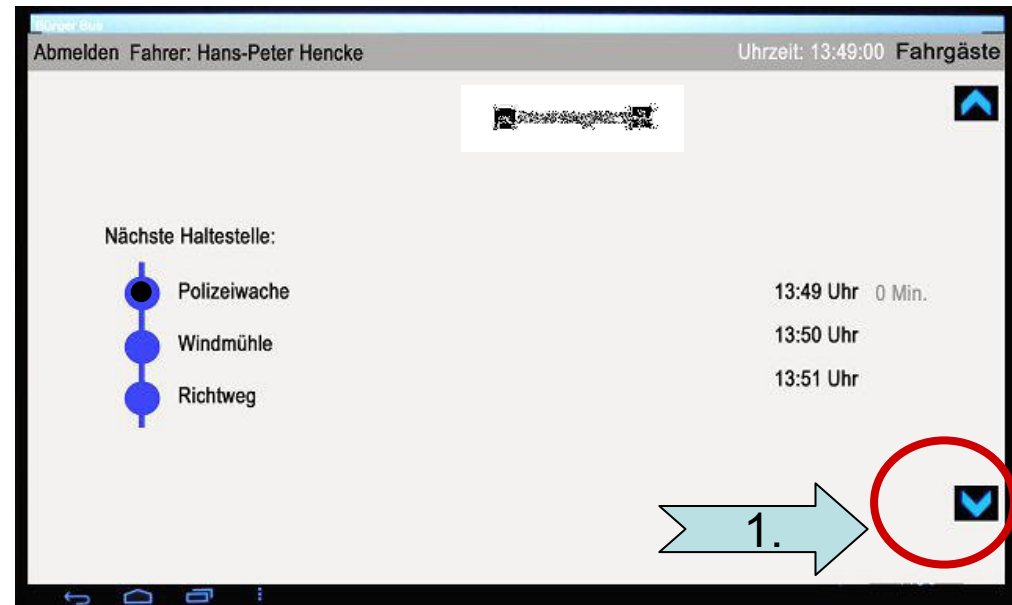 Bürger Bus
Abmelden Fahrer: Hans-Peter Hencke Uhrzeit: 13:49:00 Fahrgäste
Nächste Haltestelle:
Polizeiwache 13:49 Uhr 0 Min.
Windmühle 13:50 Uhr
Richtweg 13:51 Uhr
1.